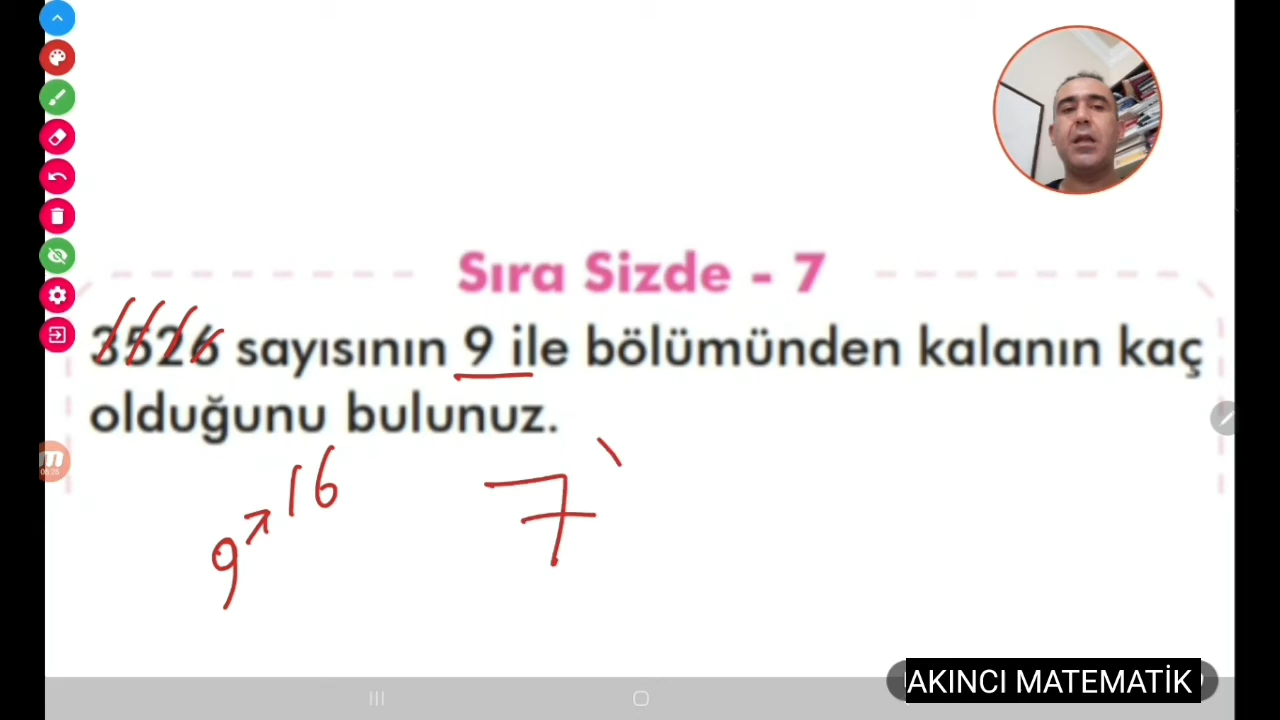 Sıra Sizde - 7
3526 sayısının 9 ile bölümünden kalanın kaç
olduğunu bulunuz.
16
9
7
AKINCI MATEMATİK